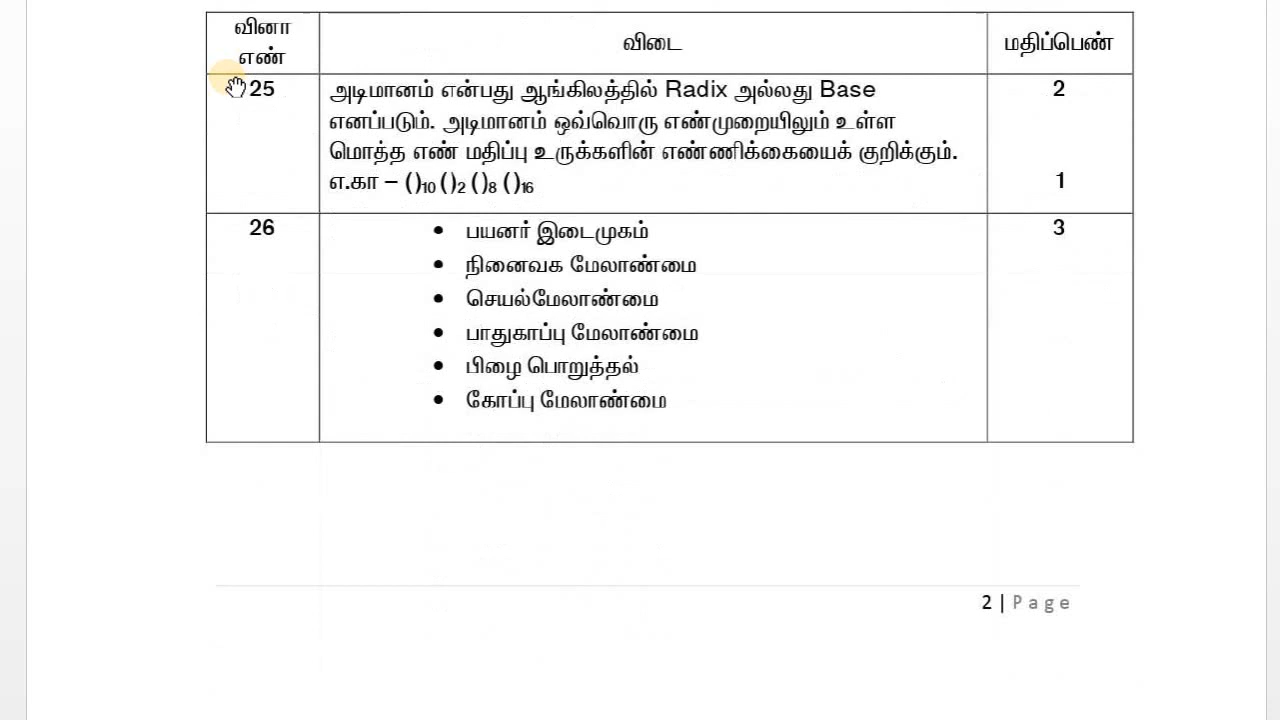 வினா
எண்
விடை
மதிப்பெண்
25
அடிமானம் என்பது ஆங்கிலத்தில் Radix அல்லது Base
2
எனப்படும். அடிமானம் ஒவ்வொரு எண்முறையிலும் உள்ள
மொத்த எண் மதிப்பு உருக்களின் எண்ணிக்கையைக் குறிக்கும்.
எ.கா – ()₁₀ ()₂ ()₈ ()₁₆
1
26
• பயனர் இடைமுகம்
3
• நினைவக மேலாண்மை
• செயல்மேலாண்மை
• பாதுகாப்பு மேலாண்மை
• பிழை பொறுத்தல்
• கோப்பு மேலாண்மை
2 | Page